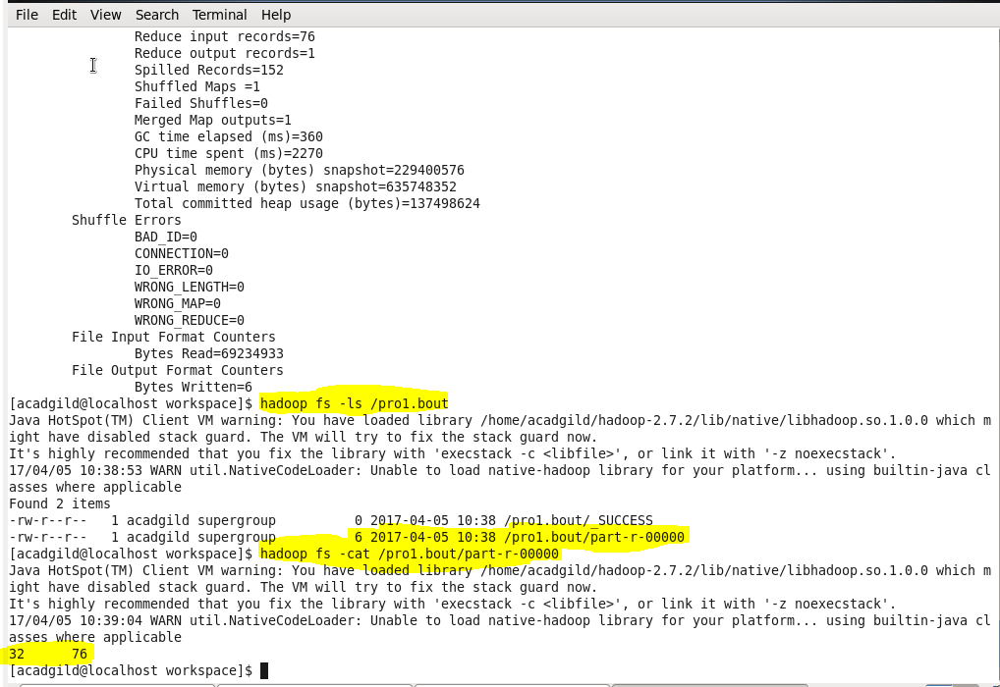 File Edit View Search Terminal Help
Reduce input records=76
Reduce output records=1
Spilled Records=152
Shuffled Maps =1
Failed Shuffles=0
Merged Map outputs=1
GC time elapsed (ms)=360
CPU time spent (ms)=2270
Physical memory (bytes) snapshot=229400576
Virtual memory (bytes) snapshot=635748352
Total committed heap usage (bytes)=137498624
Shuffle Errors
BAD_ID=0
CONNECTION=0
IO_ERROR=0
WRONG_LENGTH=0
WRONG_MAP=0
WRONG_REDUCE=0
File Input Format Counters
Bytes Read=69234933
File Output Format Counters
Bytes Written=6
[acadgild@localhost workspace]$ hadoop fs -ls /pro1.bout
Java HotSpot(TM) Client VM warning: You have loaded library /home/acadgild/hadoop-2.7.2/lib/native/libhadoop.so.1.0.0 which m
ight have disabled stack guard. The VM will try to fix the stack guard now.
It's highly recommended that you fix the library with 'execstack -c <libfile>', or link it with '-z noexecstack'.
17/04/05 10:38:53 WARN util.NativeCodeLoader: Unable to load native-hadoop library for your platform... using builtin-java cl
asses where applicable
Found 2 items
-rw-r--r-- 1 acadgild supergroup 0 2017-04-05 10:38 /pro1.bout/_SUCCESS
-rw-r--r-- 1 acadgild supergroup 6 2017-04-05 10:38 /pro1.bout/part-r-00000
[acadgild@localhost workspace]$ hadoop fs -cat /pro1.bout/part-r-00000
Java HotSpot(TM) Client VM warning: You have loaded library /home/acadgild/hadoop-2.7.2/lib/native/libhadoop.so.1.0.0 which m
ight have disabled stack guard. The VM will try to fix the stack guard now.
It's highly recommended that you fix the library with 'execstack -c <libfile>', or link it with '-z noexecstack'.
17/04/05 10:39:04 WARN util.NativeCodeLoader: Unable to load native-hadoop library for your platform... using builtin-java cl
asses where applicable
32 76
[acadgild@localhost workspace]$